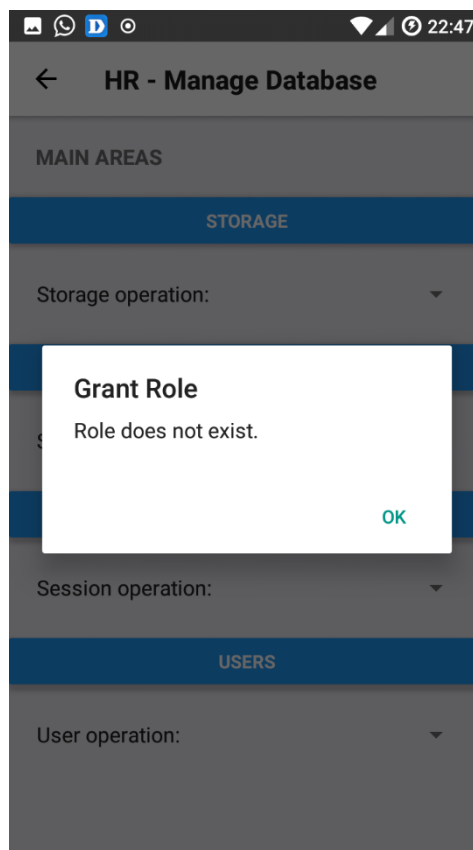 22:47
HR - Manage Database
MAIN AREAS
STORAGE
Storage operation:
Grant Role
Role does not exist.
OK
Session operation:
USERS
User operation: